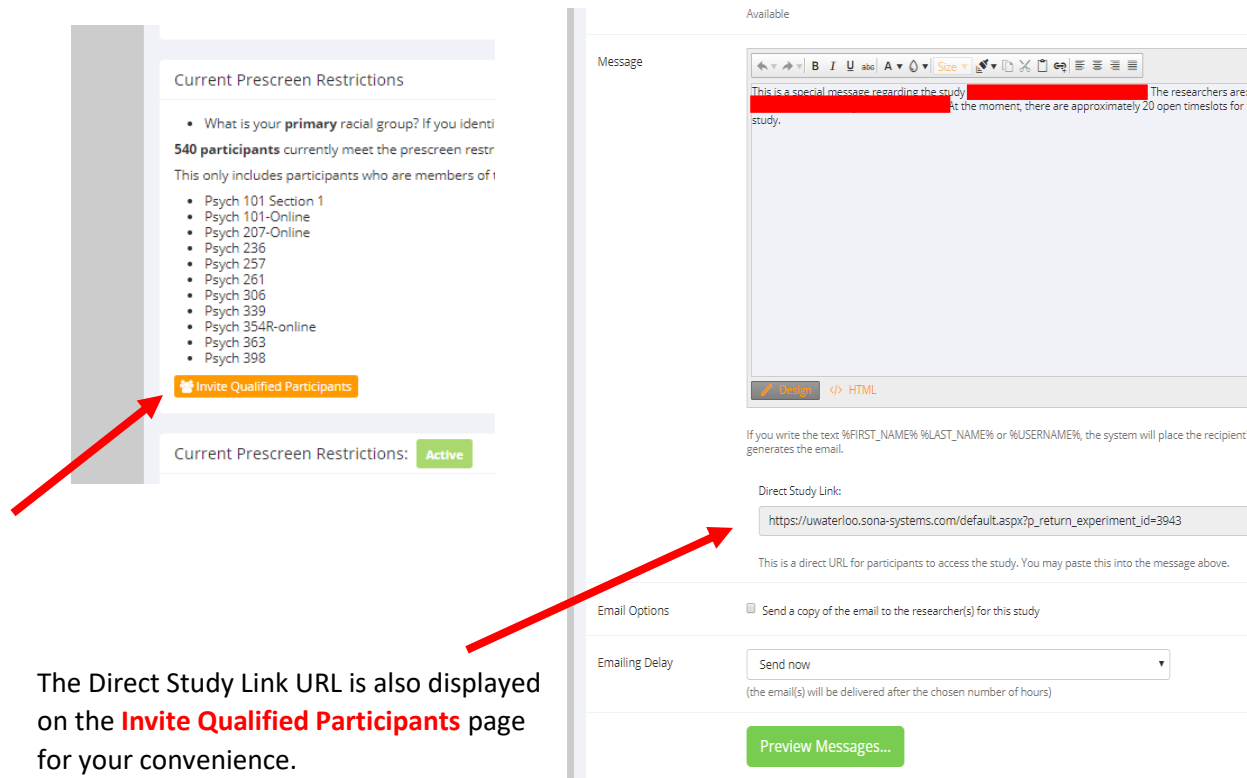 Current Prescreen Restrictions
• What is your primary racial group? If you identi
540 participants currently meet the prescreen restr
This only includes participants who are members of t
• Psych 101 Section 1
• Psych 101-Online
• Psych 207-Online
• Psych 236
• Psych 257
• Psych 261
• Psych 306
• Psych 339
• Psych 354R-online
• Psych 363
• Psych 398
Invite Qualified Participants
Current Prescreen Restrictions: Active
The Direct Study Link URL is also displayed
on the Invite Qualified Participants page
for your convenience.
Available
Message
B I U abc A Size
This is a special message regarding the study The researchers are:
At the moment, there are approximately 20 open timeslots for
study.
Design </> HTML
If you write the text %FIRST_NAME% %LAST_NAME% or %USERNAME%, the system will place the recipient'
generates the email.
Direct Study Link:
https://uwaterloo.sona-systems.com/default.aspx?p_return_experiment_id=3943
This is a direct URL for participants to access the study. You may paste this into the message above.
Email Options
Send a copy of the email to the researcher(s) for this study
Emailing Delay
Send now
(the email(s) will be delivered after the chosen number of hours)
Preview Messages...